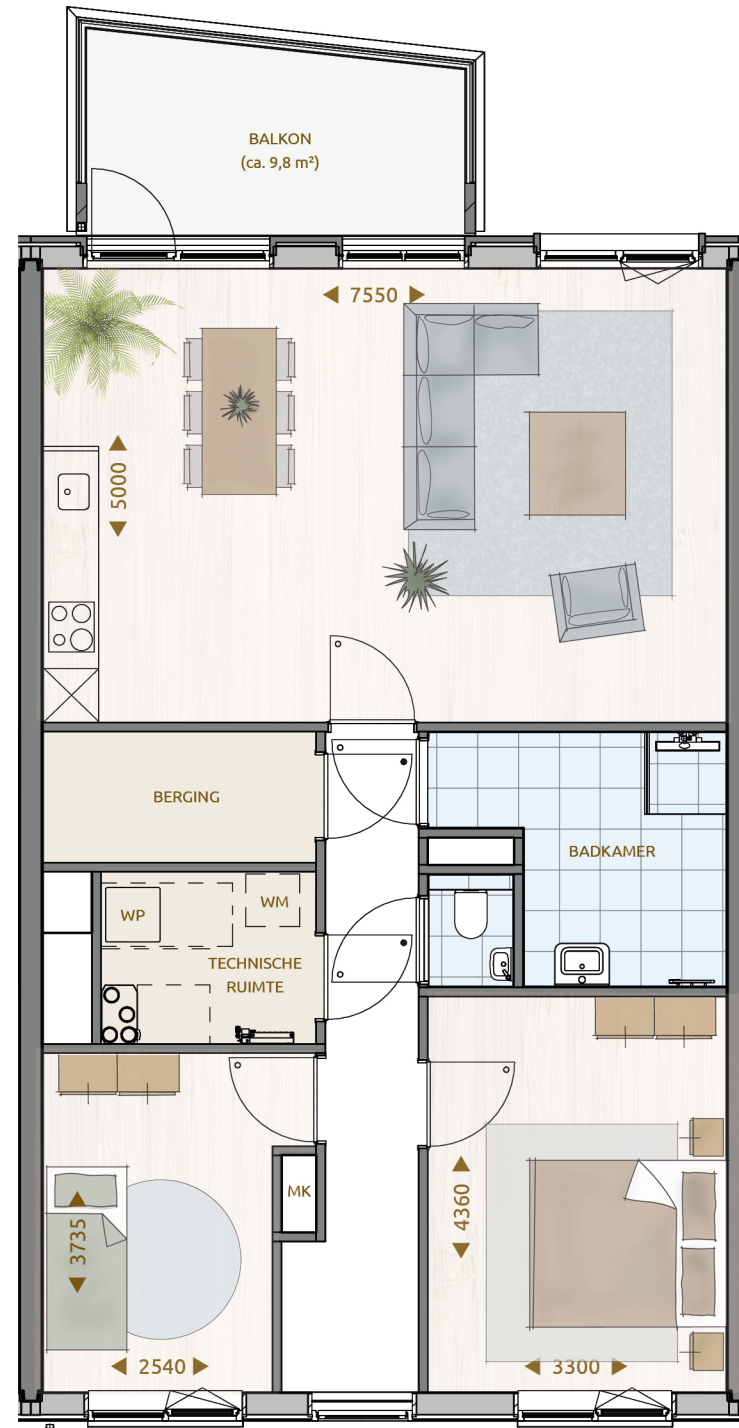 BALKON
(ca. 9,8 m²)
7550
5000
BERGING
BADKAMER
WP
WM
TECHNISCHE
RUIMTE
MK
3735
4360
2540
3300